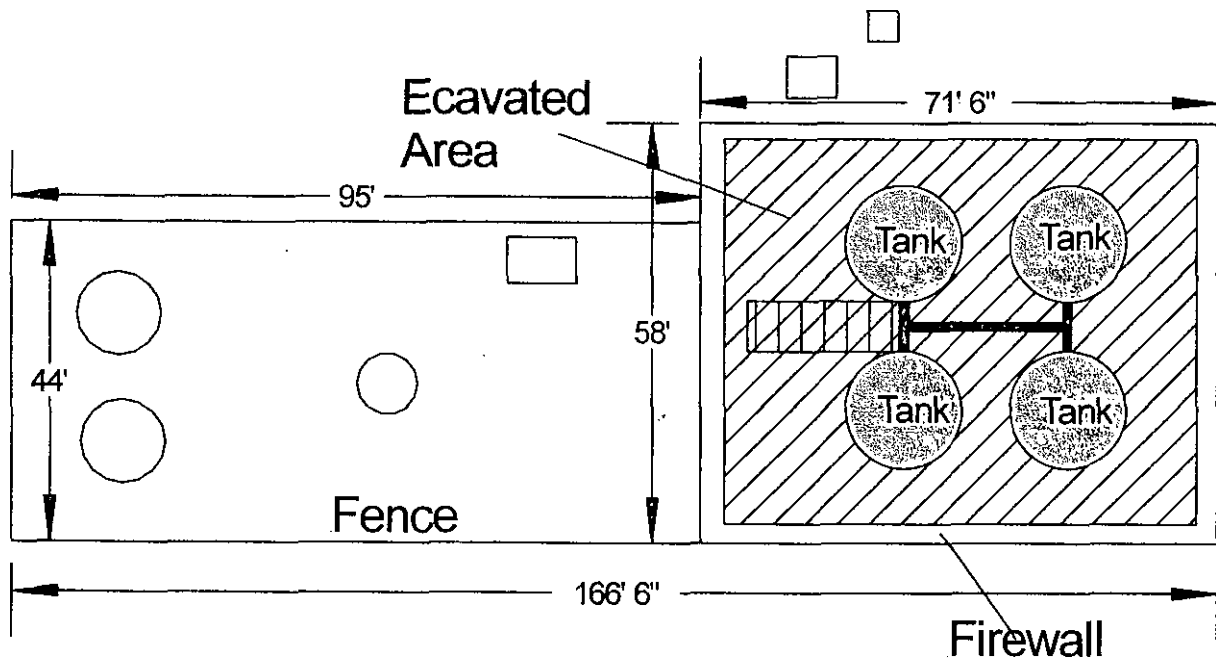 Ecavated
Area
71' 6"
95'
Tank
Tank
58'
44'
Tank
Tank
Fence
166' 6"
Firewall